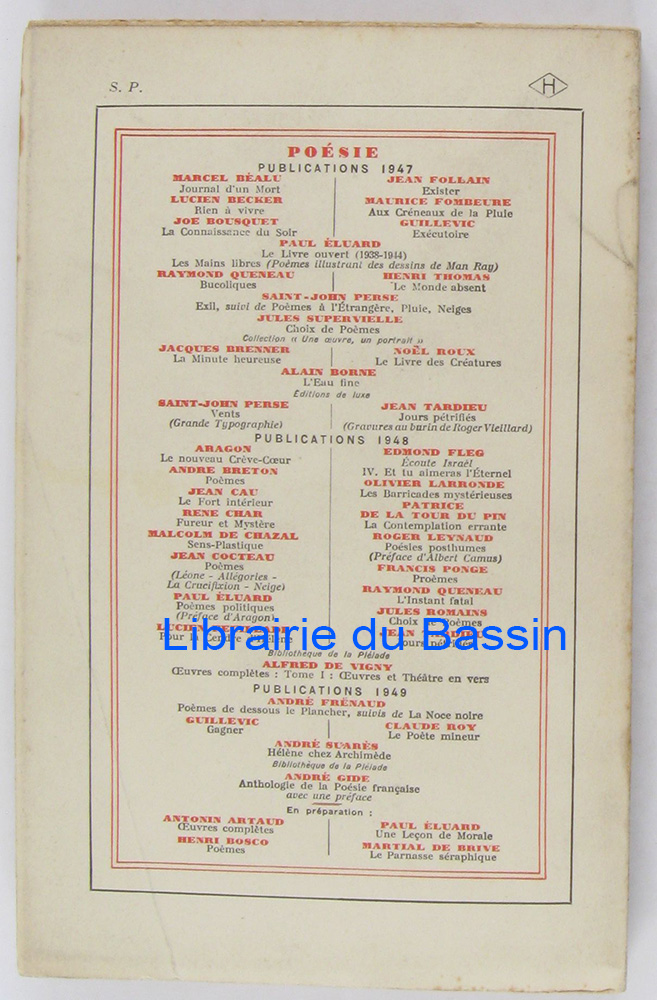 S. P.
H
POÉSIE
PUBLICATIONS 1947
MARCEL BÉALU
Journal d'un Mort
LUCIEN BECKER
Rien à vivre
JOE BOUSQUET
La Connaissance du Soir
JEAN FOLLAIN
Exister
MAURICE FOMBEURE
Aux Créneaux de la Pluie
GUILLEVIC
Exécutoire
PAUL ÉLUARD
Le Livre ouvert (1938-1944)
Les Mains libres (Poèmes illustrant des dessins de Man Ray)
RAYMOND QUENEAU
Bucoliques
HENRI THOMAS
Le Monde absent
SAINT-JOHN PERSE
Exil, suivi de Poèmes à l'Étrangère, Pluie, Neiges
JULES SUPERVIELLE
Choix de Poèmes
Collection « Une œuvre, un portrait »
JACQUES BRENNER
La Minute heureuse
NOËL ROUX
Le Livre des Créatures
ALAIN BORNE
L'Eau fine
Éditions de luxe
SAINT-JOHN PERSE
Vents
(Grande Typographie)
JEAN TARDIEU
Jours pétrifiés
(Gravures au burin de Roger Vieillard)
PUBLICATIONS 1948
ARAGON
Le nouveau Crève-Cœur
ANDRE BRETON
Poèmes
JEAN CAU
Le Fort intérieur
RENE CHAR
Fureur et Mystère
MALCOLM DE CHAZAL
Sens-Plastique
JEAN COCTEAU
Poèmes
(Léone - Allégories -
La Crucifixion - Neige)
PAUL ÉLUARD
Poèmes politiques
(Préface d'Aragon)
LUCIEN
Pour la Cendre
EDMOND FLEG
Écoute Israël
IV. Et tu aimeras l'Éternel
OLIVIER LARRONDE
Les Barricades mystérieuses
PATRICE
DE LA TOUR DU PIN
La Contemplation errante
ROGER LEYNAUD
Poésies posthumes
(Préface d'Albert Camus)
FRANCIS PONGE
Proèmes
RAYMOND QUENEAU
L'Instant fatal
JULES ROMAINS
Choix de Poèmes
JEAN
Librairie du Bassin
Bibliothèque de la Pléiade
ALFRED DE VIGNY
Œuvres complètes : Tome I : Œuvres et Théâtre en vers
PUBLICATIONS 1949
ANDRÉ FRÉNAUD
Poèmes de dessous le Plancher, suivis de La Noce noire
GUILLEVIC
Gagner
CLAUDE ROY
Le Poète mineur
ANDRÉ SUARÈS
Hélène chez Archimède
Bibliothèque de la Pléiade
ANDRÉ GIDE
Anthologie de la Poésie française
avec une préface
En préparation :
ANTONIN ARTAUD
Œuvres complètes
HENRI BOSCO
Poèmes
PAUL ÉLUARD
Une Leçon de Morale
MARTIAL DE BRIVE
Le Parnasse séraphique